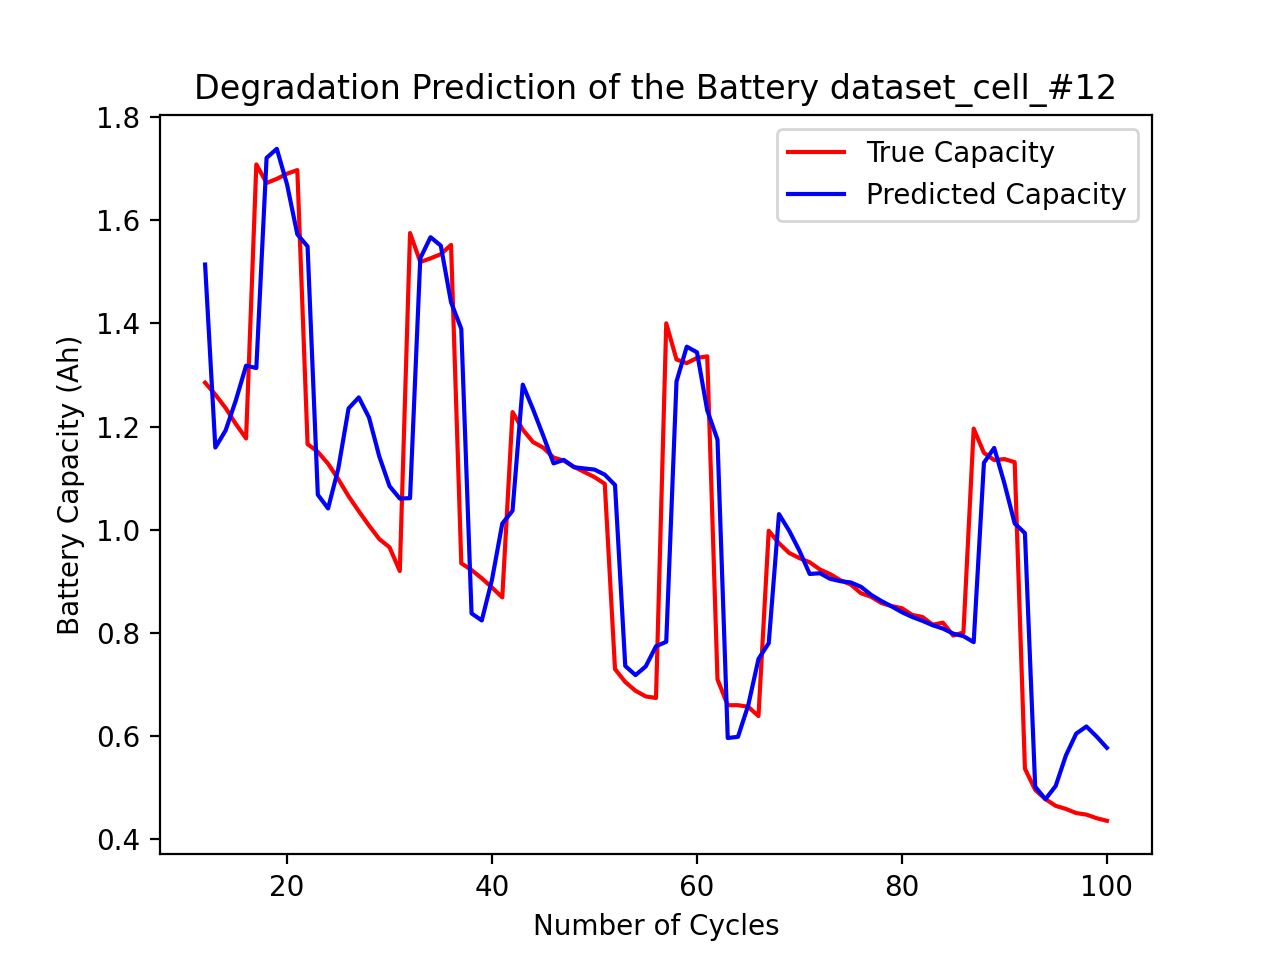 Degradation Prediction of the Battery dataset_cell_#12
True Capacity
Predicted Capacity
Battery Capacity (Ah)
1.8
1.6
1.4
1.2
1.0
0.8
0.6
0.4
20 40 60 80 100
Number of Cycles